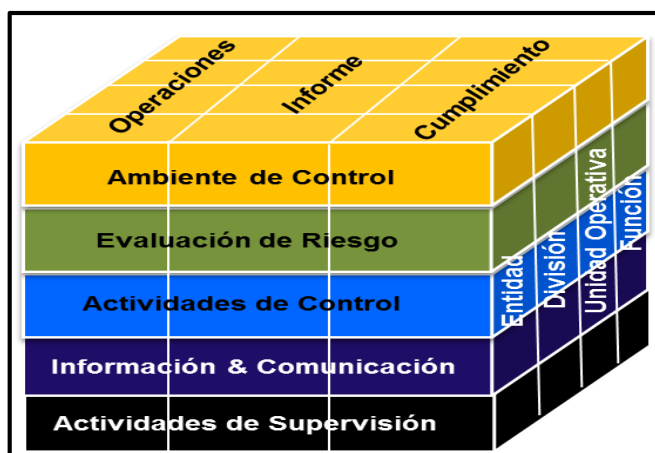 Operaciones
Informe
Cumplimiento
Ambiente de Control
Evaluación de Riesgo
Actividades de Control
Información & Comunicación
Actividades de Supervisión
Entidad
División
Unidad Operativa
Función